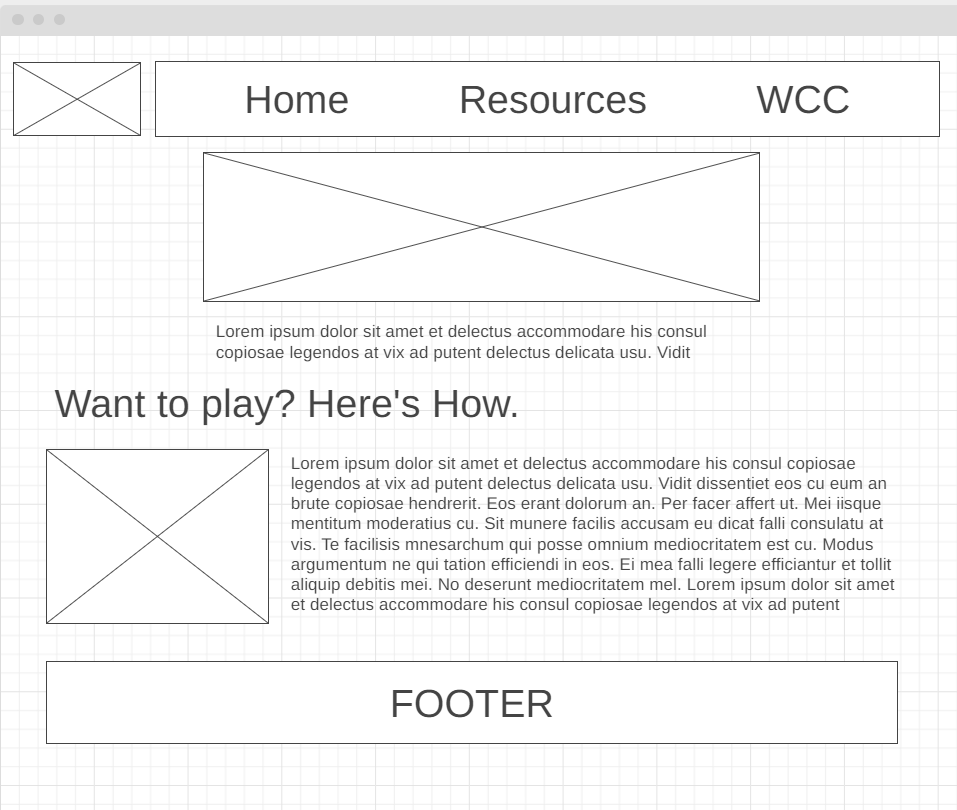 Home Resources WCC
Lorem ipsum dolor sit amet et delectus accommodare his consul
copiosae legendos at vix ad putent delectus delicata usu. Vidit
Want to play? Here's How.
Lorem ipsum dolor sit amet et delectus accommodare his consul copiosae
legendos at vix ad putent delectus delicata usu. Vidit dissentiet eos cu eum an
brute copiosae hendrerit. Eos erant dolorum an. Per facer affert ut. Mei iisque
mentitum moderatius cu. Sit munere facilis accusam eu dicat falli consulatu at
vis. Te facilisis mnesarchum qui posse omnium mediocritatem est cu. Modus
argumentum ne qui tation efficiendi in eos. Ei mea falli legere efficiantur et tollit
aliquip debitis mei. No deserunt mediocritatem mel. Lorem ipsum dolor sit amet
et delectus accommodare his consul copiosae legendos at vix ad putent
FOOTER